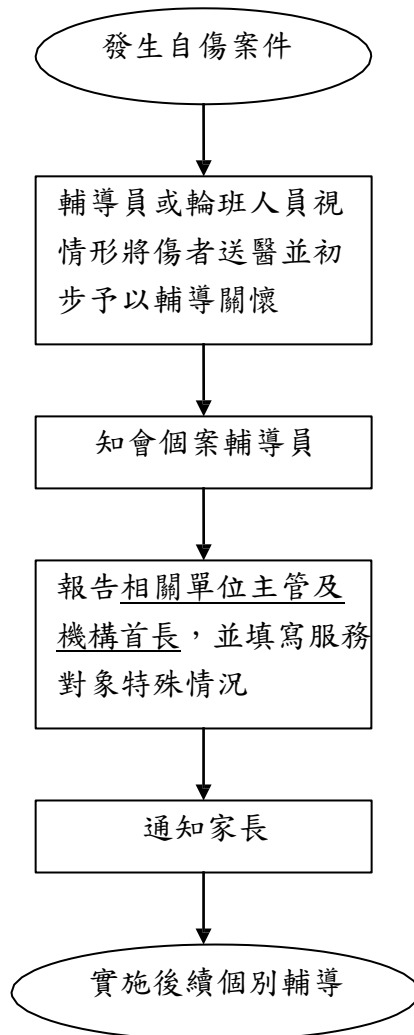 發生自傷案件
輔導員或輪班人員視
情形將傷者送醫並初
步予以輔導關懷
知會個案輔導員
報告相關單位主管及
機構首長，並填寫服務
對象特殊情況
通知家長
實施後續個別輔導